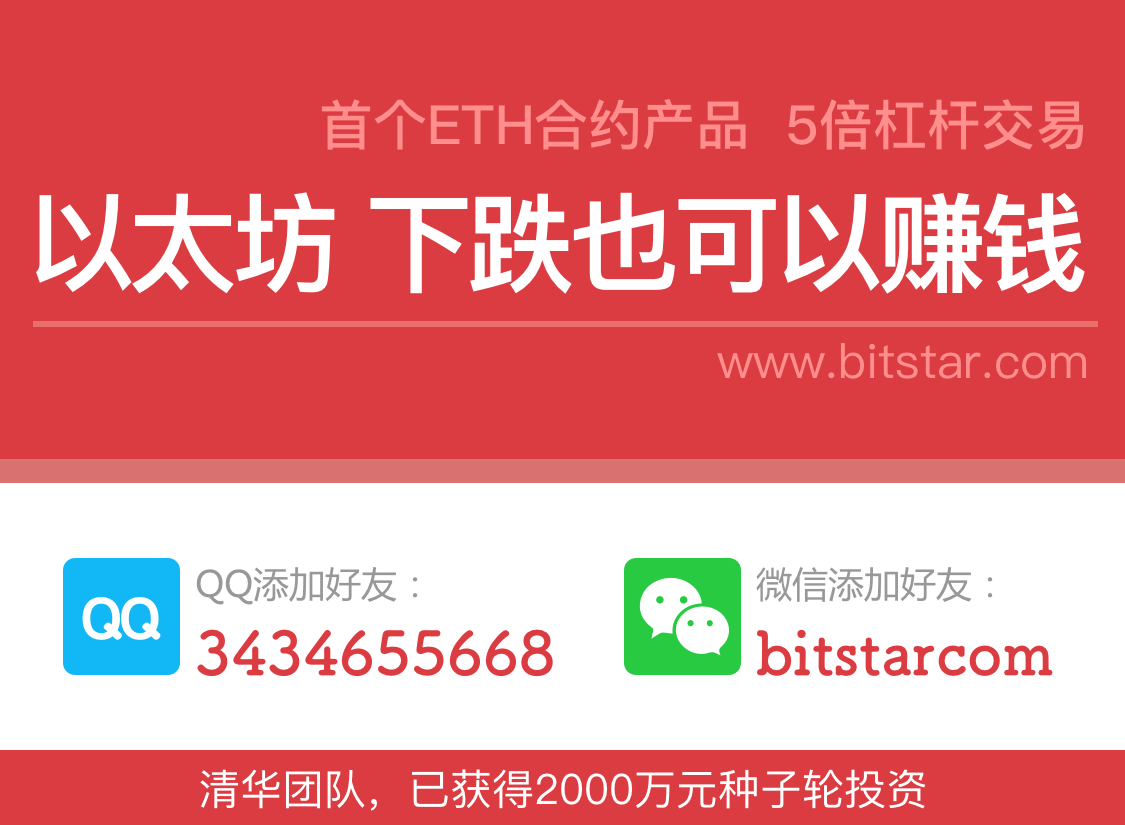 首个ETH合约产品 5倍杠杆交易
以太坊 下跌也可以赚钱
www.bitstar.com
QQ
QQ添加好友：
3434655668
微信添加好友：
bitstarcom
清华团队，已获得2000万元种子轮投资